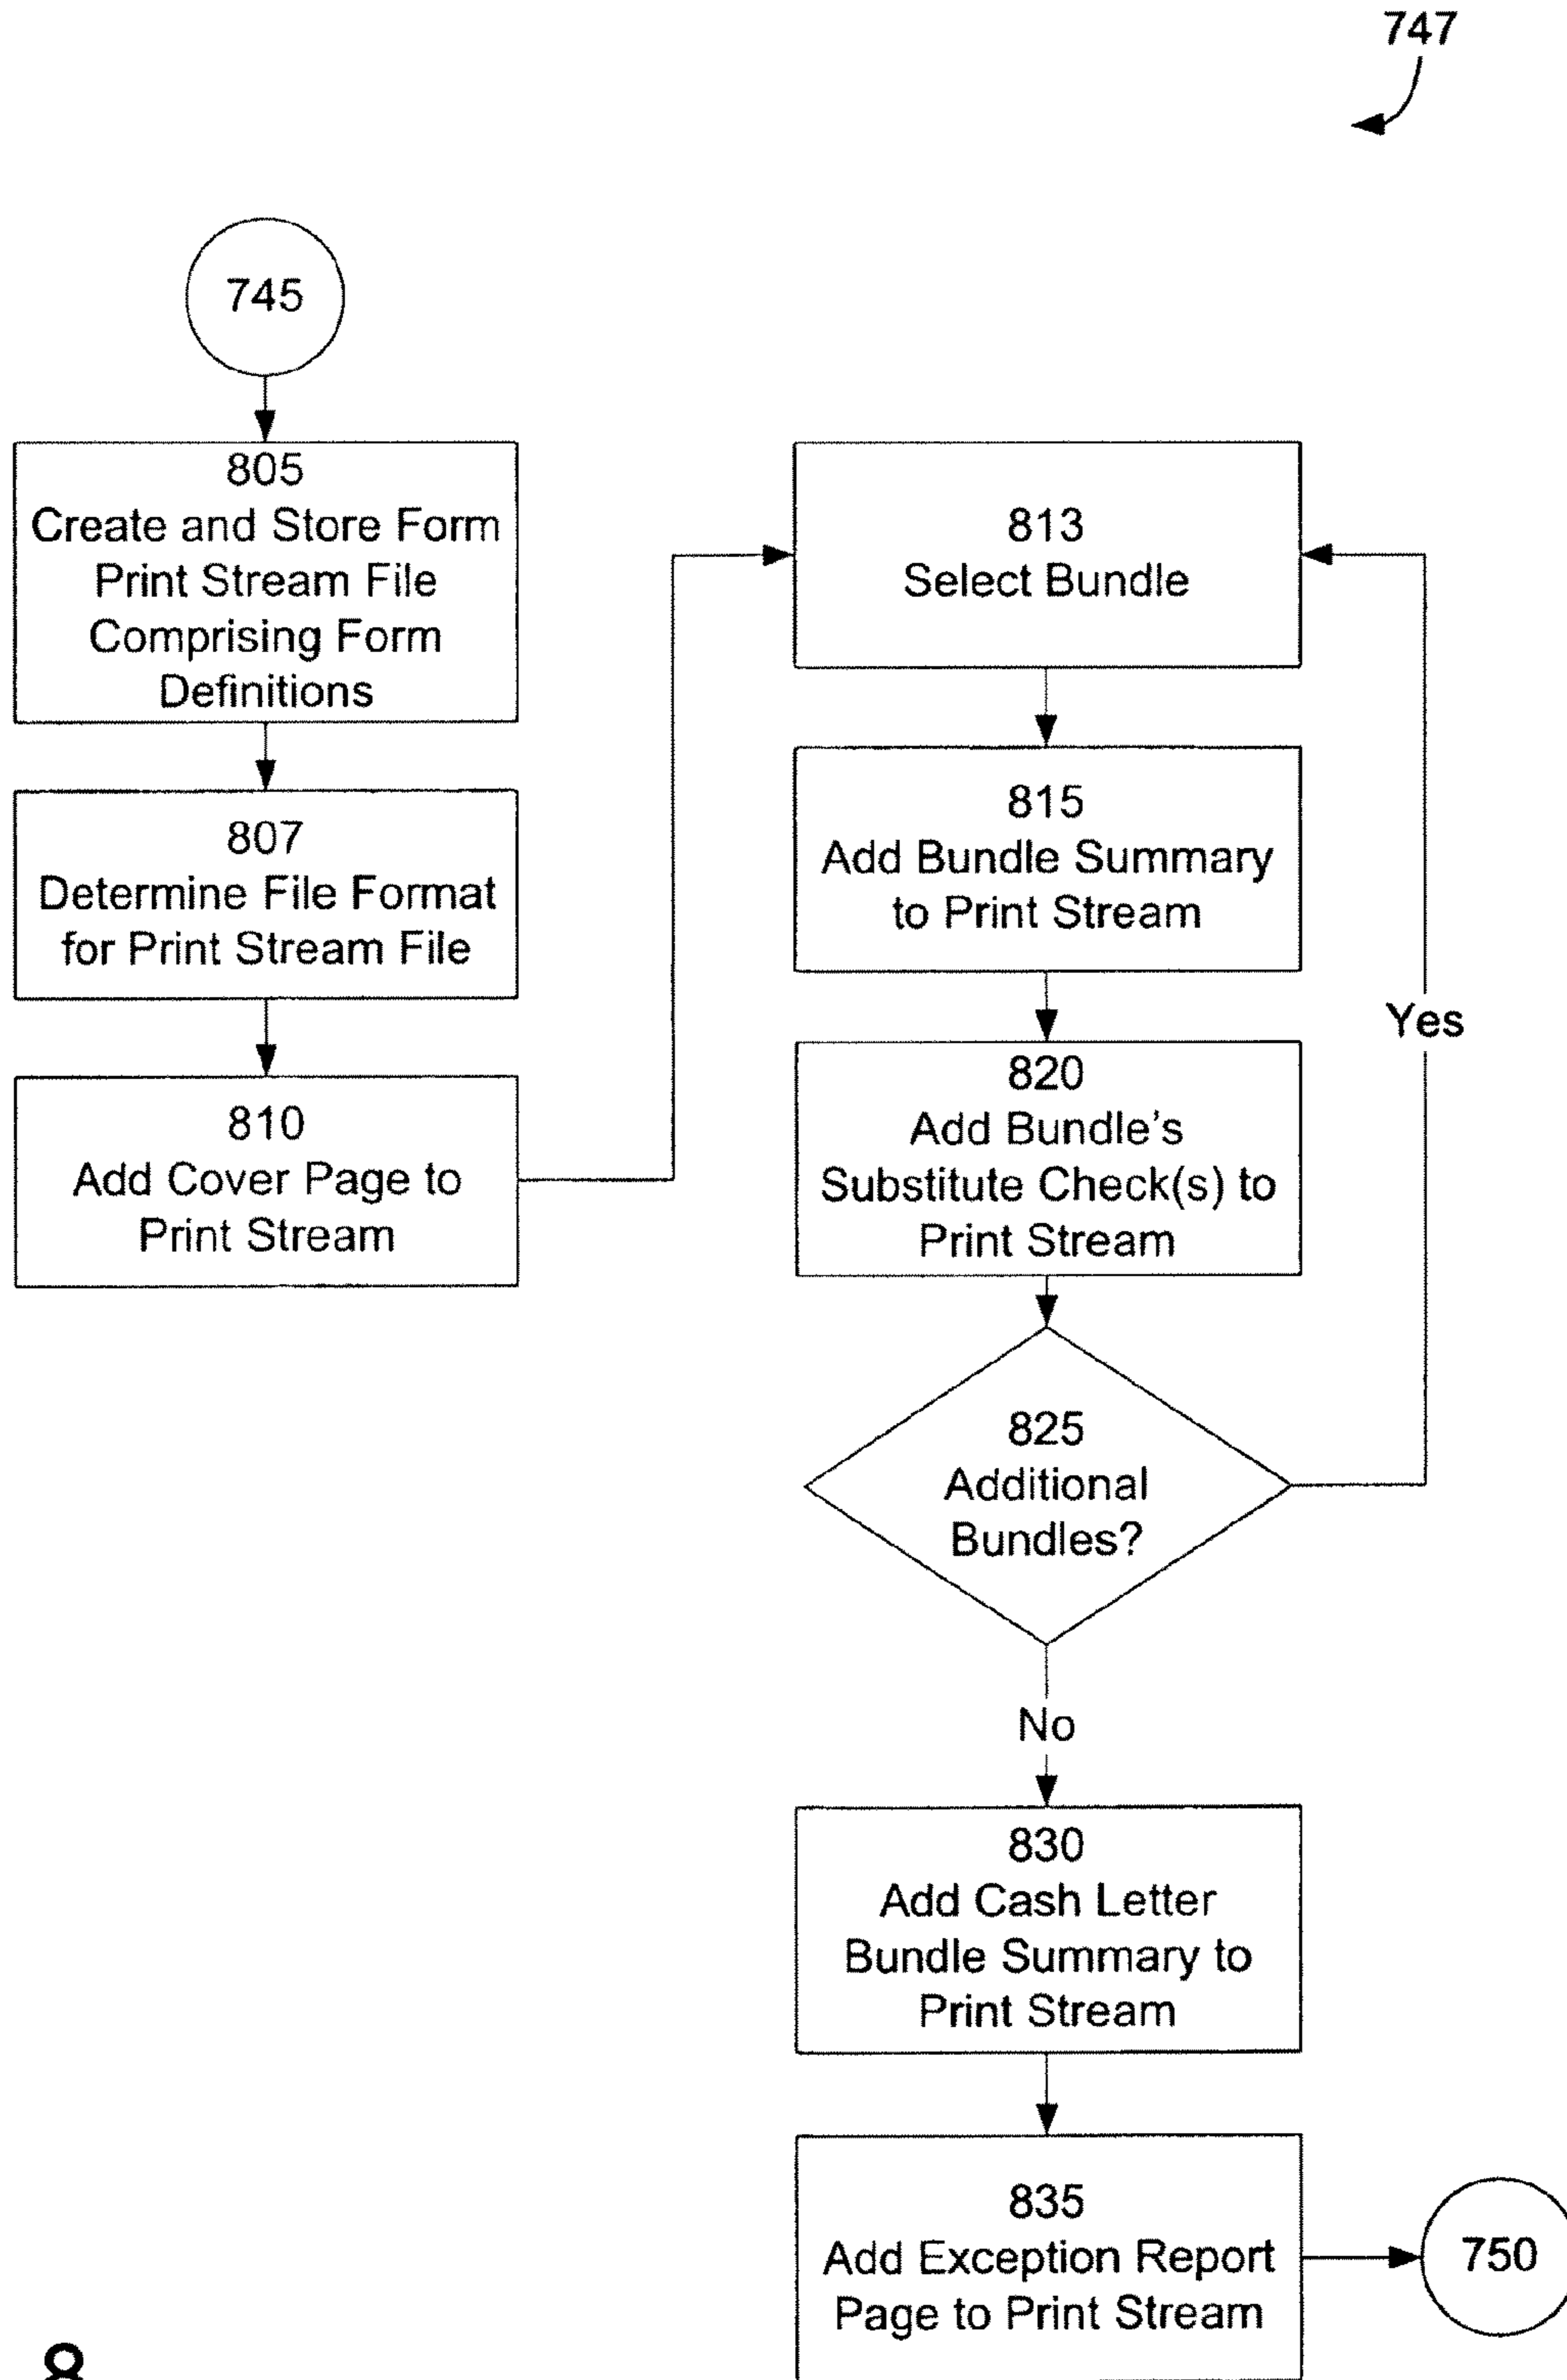 747
745
805
Create and Store Form
Print Stream File
Comprising Form
Definitions
807
Determine File Format
for Print Stream File
810
Add Cover Page to
Print Stream
813
Select Bundle
815
Add Bundle Summary
to Print Stream
820
Add Bundle's
Substitute Check(s) to
Print Stream
825
Additional
Bundles?
Yes
No
830
Add Cash Letter
Bundle Summary to
Print Stream
835
Add Exception Report
Page to Print Stream
750
8